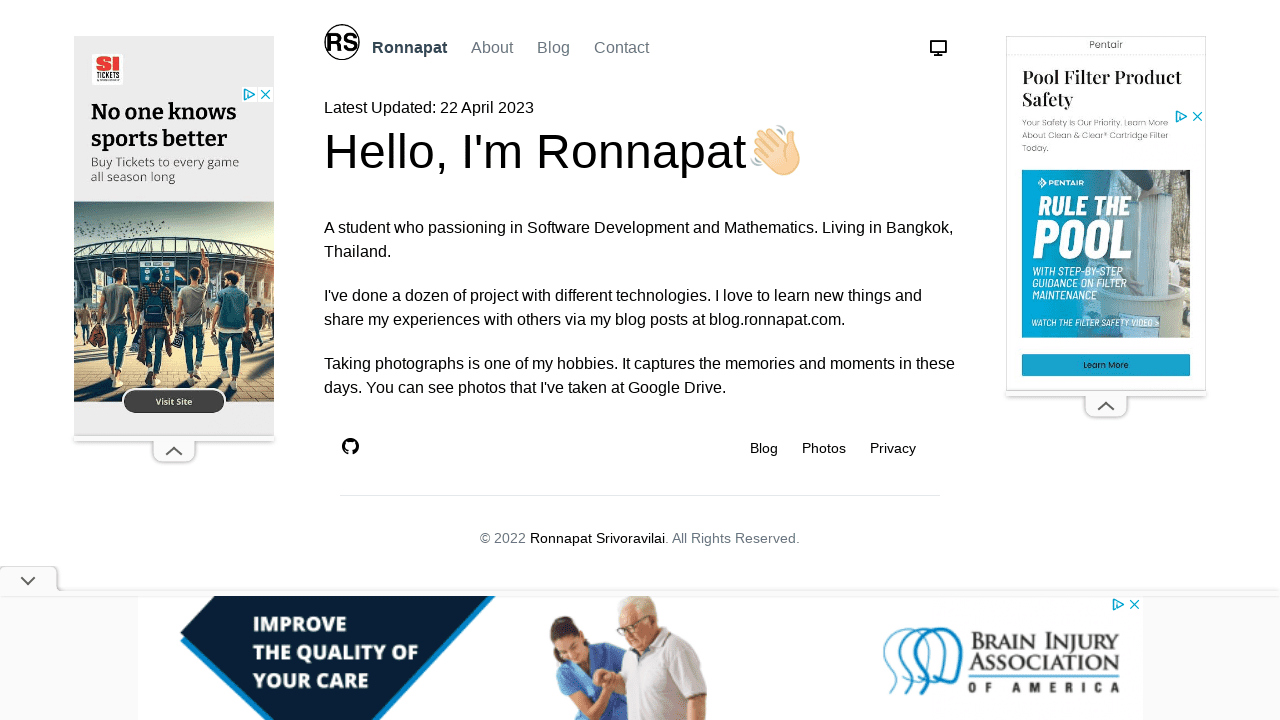 RS
Ronnapat
About
Blog
Contact
Latest Updated: 22 April 2023
Hello, I'm Ronnapat👋🏻
A student who passioning in Software Development and Mathematics. Living in Bangkok,
Thailand.
I've done a dozen of project with different technologies. I love to learn new things and
share my experiences with others via my blog posts at blog.ronnapat.com.
Taking photographs is one of my hobbies. It captures the memories and moments in these
days. You can see photos that I've taken at Google Drive.
Blog
Photos
Privacy
© 2022 Ronnapat Srivoravilai. All Rights Reserved.
SI
TICKETS
No one knows
sports better
Buy Tickets to every game
all season long
Visit Site
Pentair
Pool Filter Product
Safety
Your Safety Is Our Priority. Learn More
About Clean & Clear® Cartridge Filter
Today.
PENTAIR
RULE THE
POOL
WITH STEP-BY-STEP
GUIDANCE ON FILTER
MAINTENANCE
WATCH THE FILTER SAFETY VIDEO >
Learn More
IMPROVE
THE QUALITY OF
YOUR CARE
BRAIN INJURY
ASSOCIATION
OF AMERICA